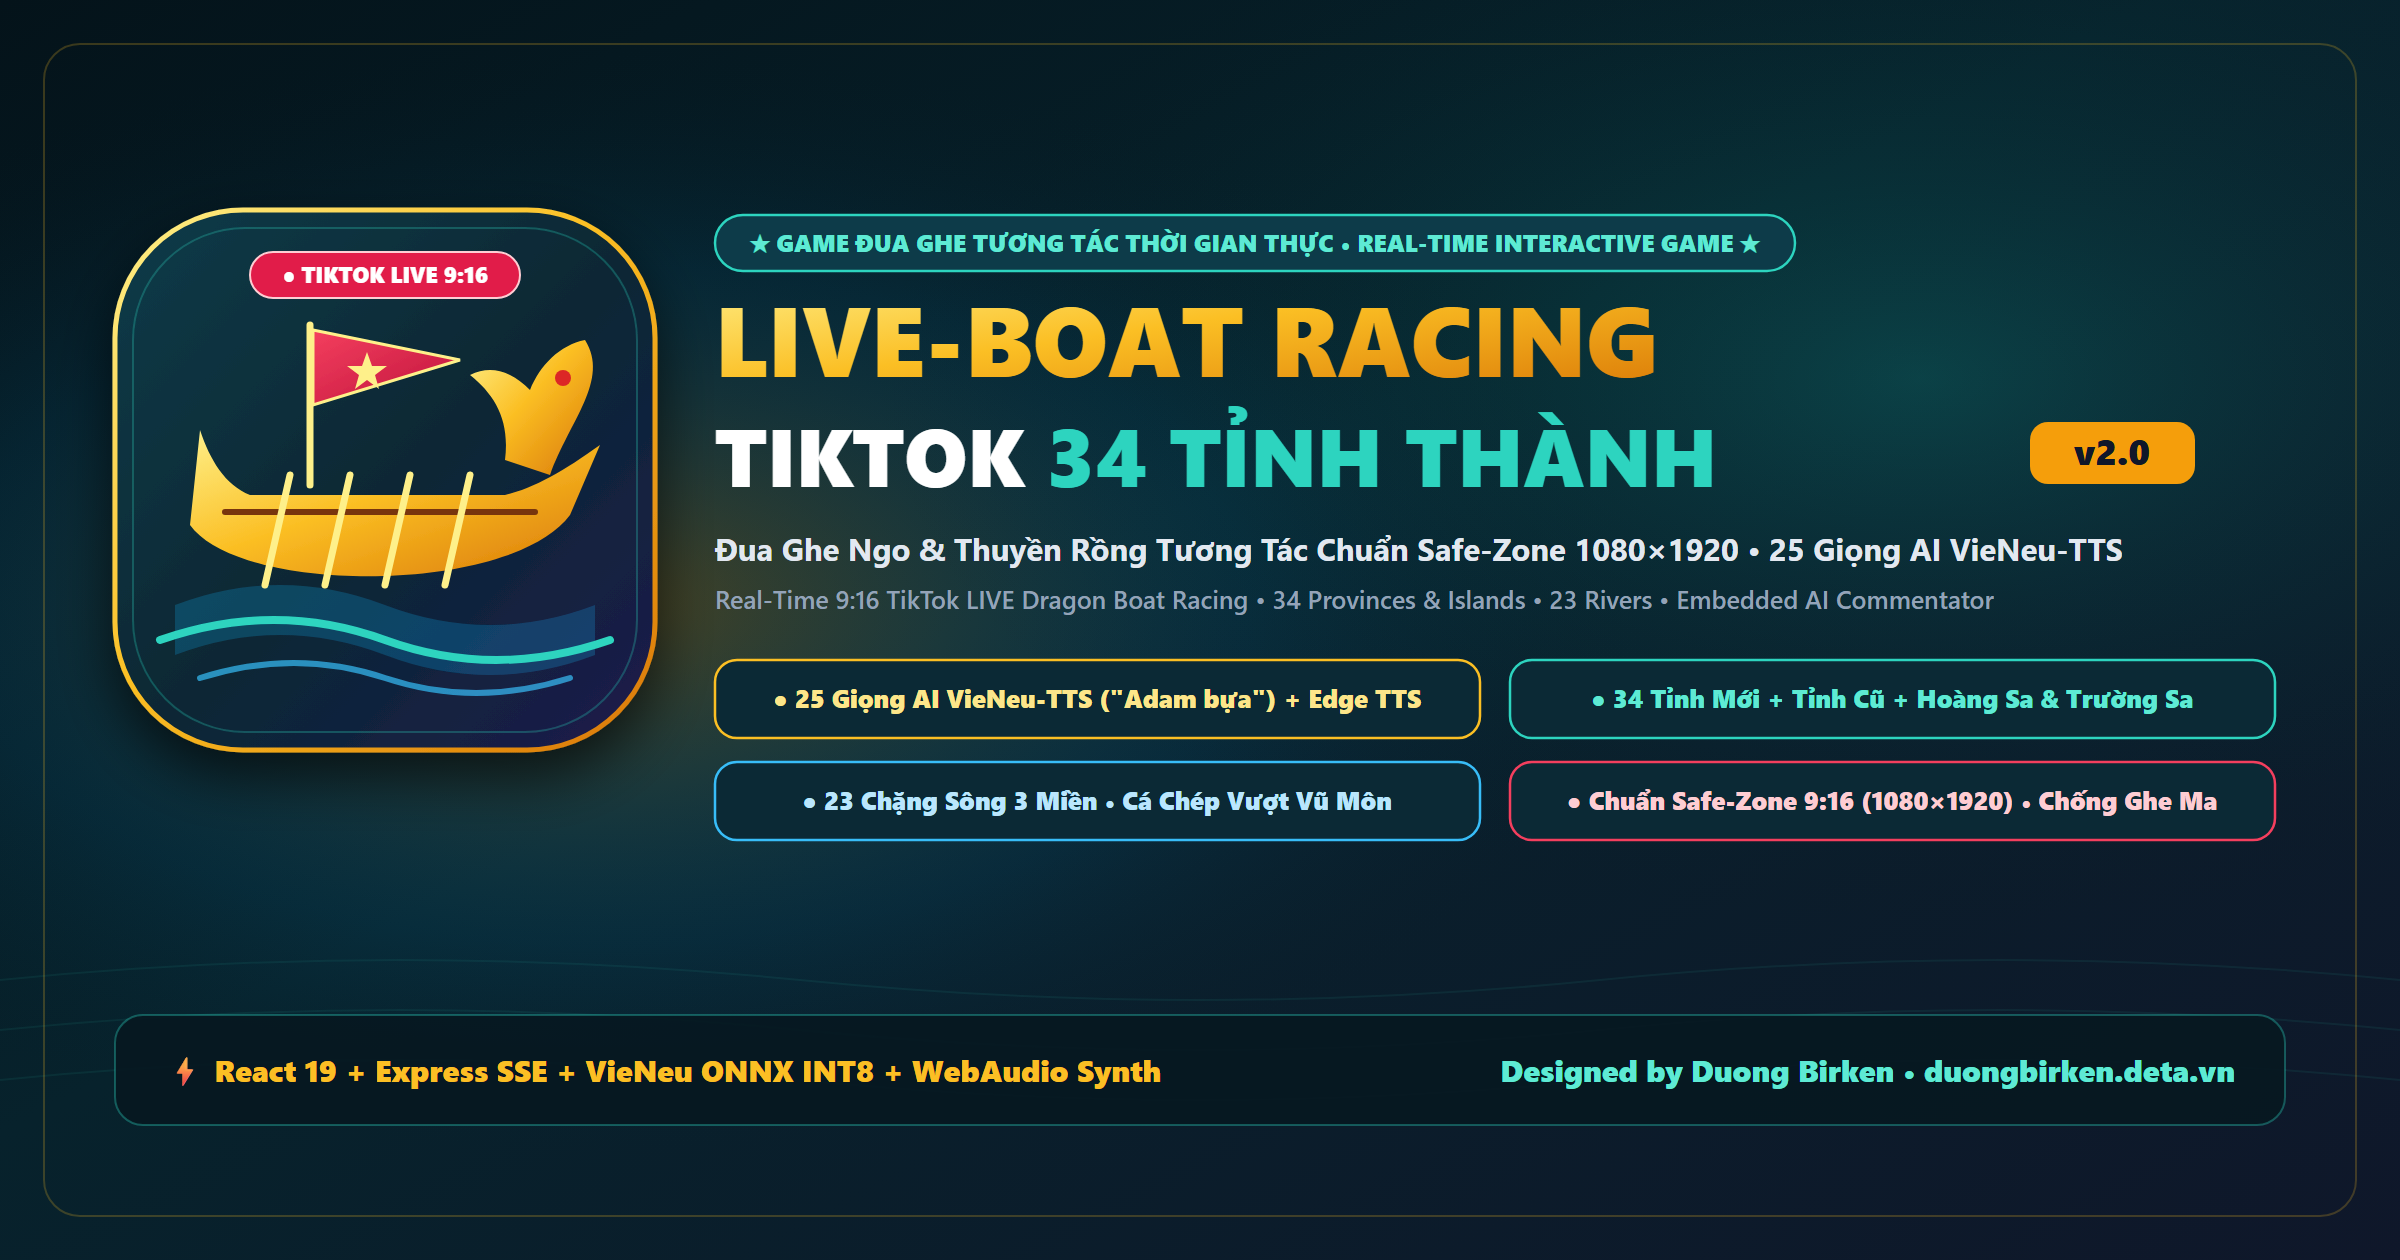 • TIKTOK LIVE 9:16
★ GAME ĐUA GHE TƯƠNG TÁC THỜI GIAN THỰC • REAL-TIME INTERACTIVE GAME ★
LIVE-BOAT RACING
TIKTOK 34 TỈNH THÀNH
v2.0
Đua Ghe Ngo & Thuyền Rồng Tương Tác Chuẩn Safe-Zone 1080×1920 • 25 Giọng AI VieNeu-TTS
Real-Time 9:16 TikTok LIVE Dragon Boat Racing • 34 Provinces & Islands • 23 Rivers • Embedded AI Commentator
• 25 Giọng AI VieNeu-TTS ("Adam bựa") + Edge TTS
• 34 Tỉnh Mới + Tỉnh Cũ + Hoàng Sa & Trường Sa
• 23 Chặng Sông 3 Miền • Cá Chép Vượt Vũ Môn
• Chuẩn Safe-Zone 9:16 (1080×1920) • Chống Ghe Ma
⚡ React 19 + Express SSE + VieNeu ONNX INT8 + WebAudio Synth
Designed by Duong Birken • duongbirken.deta.vn